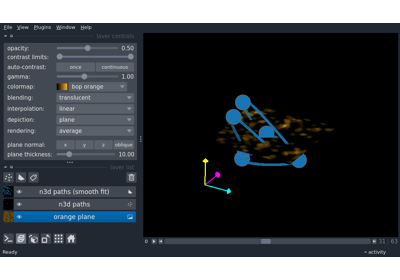 File View Plugins Window Help
layer controls
opacity: 0.50
contrast limits:
auto-contrast: once continuous
gamma: 1.00
colormap: bop orange
blending: translucent
interpolation: linear
depiction: plane
rendering: average
plane normal: x y z oblique
plane thickness: 10.00
layer list
n3d paths (smooth fit)
n3d paths
orange plane
0 31 63
Ready
activity